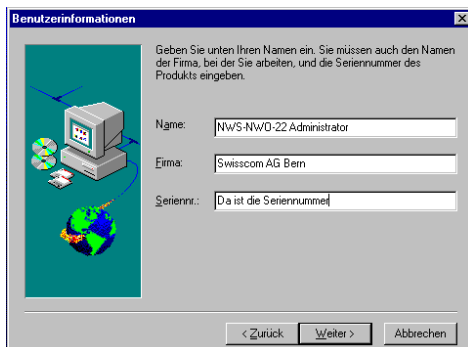 Benutzerinformationen
Geben Sie unten Ihren Namen ein. Sie müssen auch den Namen
der Firma, bei der Sie arbeiten, und die Seriennummer des
Produkts eingeben.
Name: NWS-NWO-22 Administrator
Firma: Swisscom AG Bern
Seriennr.: Da ist die Seriennummer
< Zurück Weiter > Abbrechen